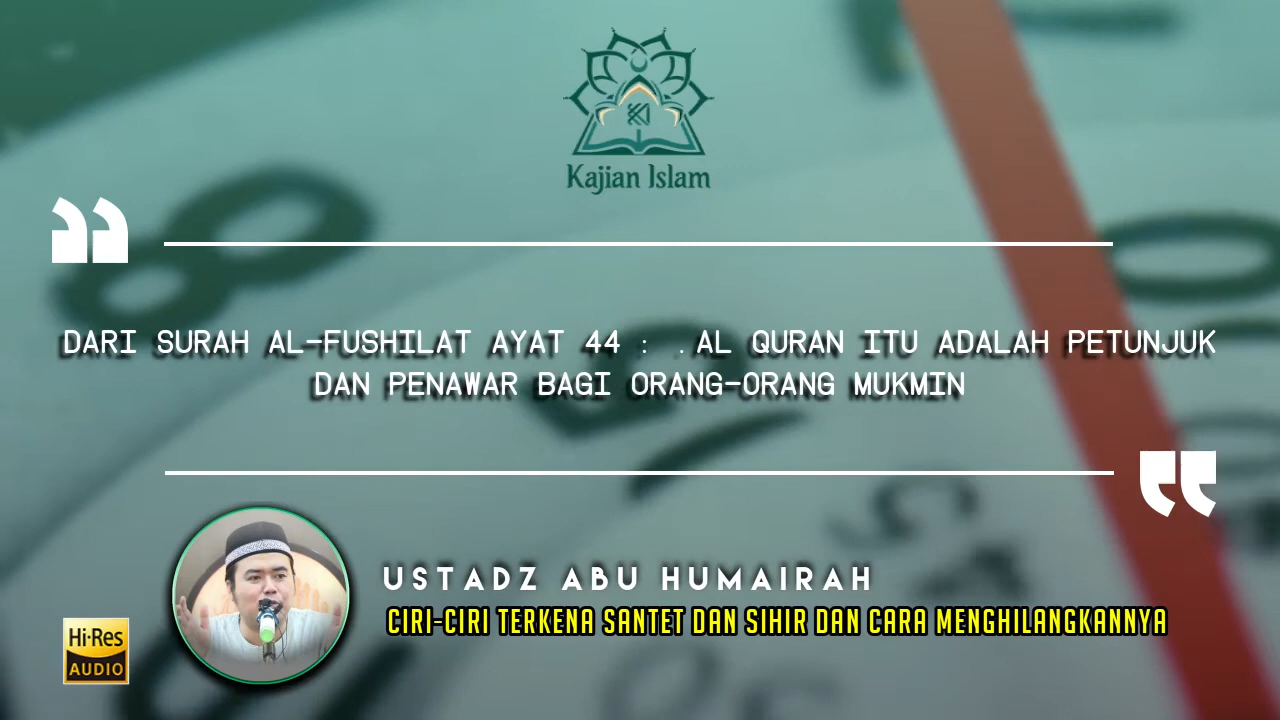 Kajian Islam
DARI SURAH AL-FUSHILAT AYAT 44 : .AL QURAN ITU ADALAH PETUNJUK
DAN PENAWAR BAGI ORANG-ORANG MUKMIN
USTADZ ABU HUMAIRAH
CIRI-CIRI TERKENA SANTET DAN SIHIR DAN CARA MENGHILANGKANNYA
Hi-Res
AUDIO